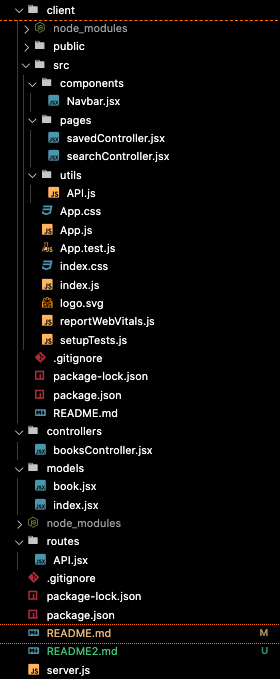 client
node_modules
public
src
components
Navbar.jsx
pages
savedController.jsx
searchController.jsx
utils
API.js
App.css
App.js
App.test.js
index.css
index.js
logo.svg
reportWebVitals.js
setupTests.js
.gitignore
package-lock.json
package.json
README.md
controllers
booksController.jsx
models
book.jsx
index.jsx
node_modules
routes
API.jsx
.gitignore
package-lock.json
package.json
README.md M
README2.md U
server.js